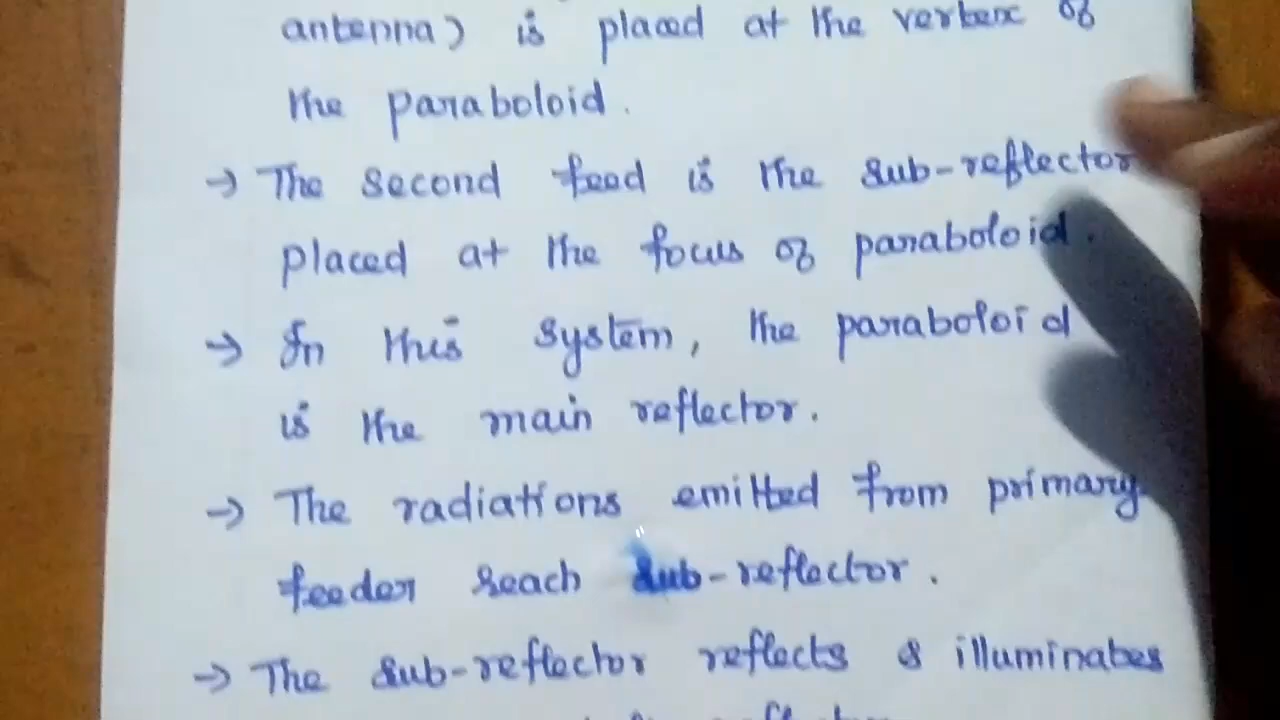 antenna) is placed at the vertex of
the paraboloid.
→ The second feed is the sub-reflector
placed at the focus of paraboloid.
→ In this system, the paraboloid
is the main reflector.
→ The radiations emitted from primary
feeder reach sub-reflector.
→ The sub-reflector reflects & illuminates